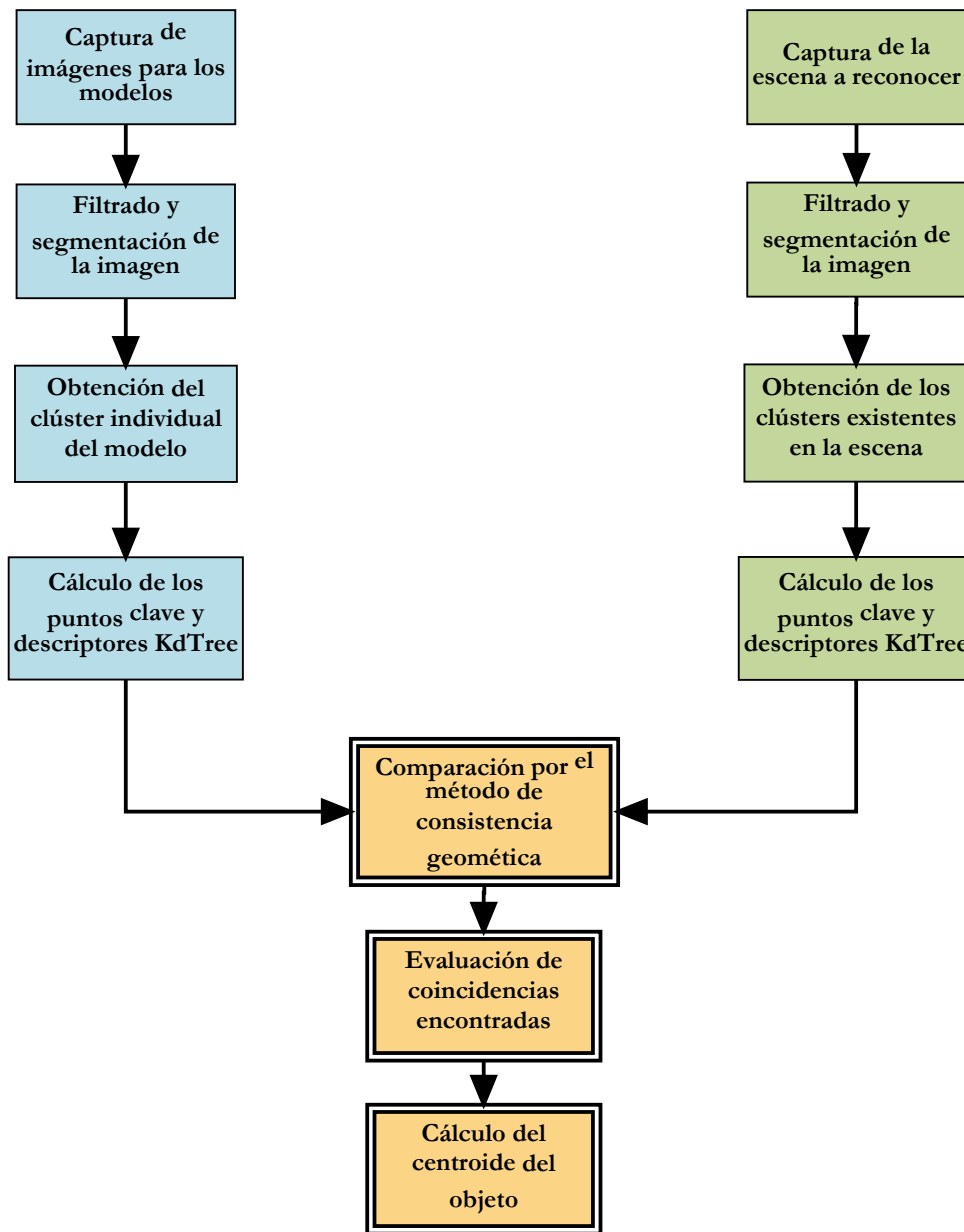 Captura de
imágenes para los
modelos
Filtrado y
segmentación de
la imagen
Obtención del
clúster individual
del modelo
Cálculo de los
puntos clave y
descriptores KdTree
Captura de la
escena a reconocer
Filtrado y
segmentación de
la imagen
Obtención de los
clústers existentes
en la escena
Cálculo de los
puntos clave y
descriptores KdTree
Comparación por el
método de
consistencia
geomética
Evaluación de
coincidencias
encontradas
Cálculo del
centroide del
objeto